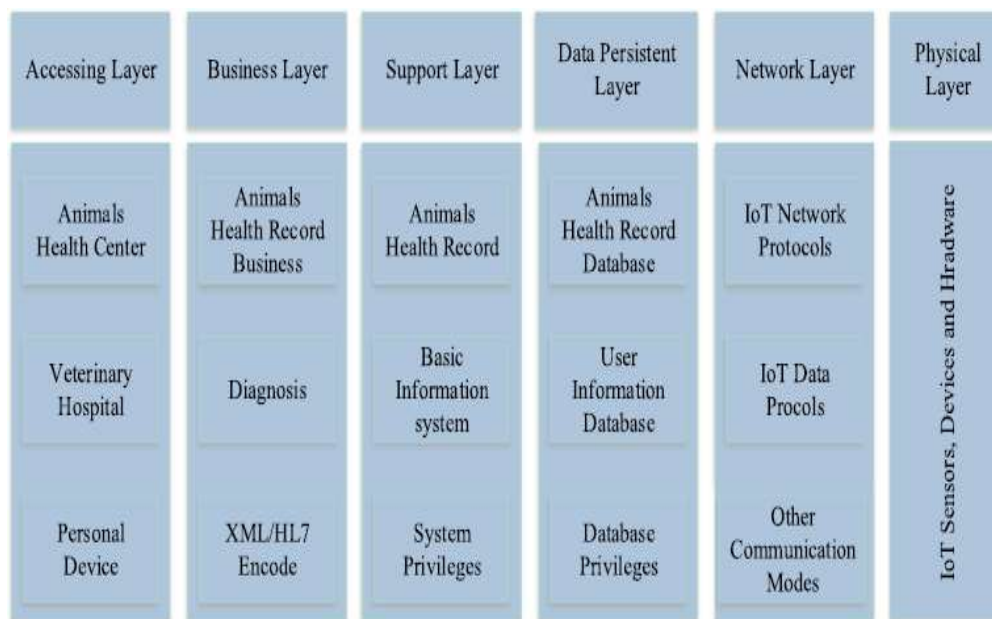 Accessing Layer
Business Layer
Support Layer
Data Persistent
Layer
Network Layer
Physical
Layer
Animals
Health Center
Veterinary
Hospital
Personal
Device
Animals
Health Record
Business
Diagnosis
XML/HL7
Encode
Animals
Health Record
Basic
Information
system
System
Privileges
Animals
Health Record
Database
User
Information
Database
Database
Privileges
IoT Network
Protocols
IoT Data
Procols
Other
Communication
Modes
IoT Sensors, Devices and Hradware